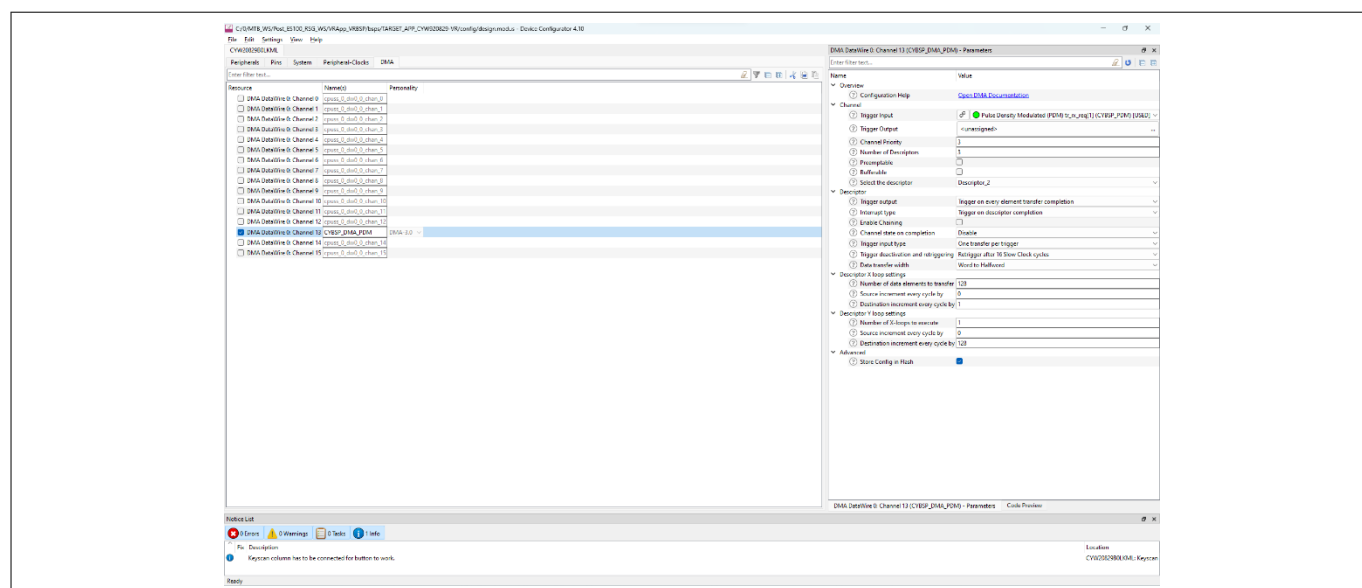 C:/0/MTB_WS/Post_ES100_RSG_WS/VRApp_VRBSP/bsps/TARGET_APP_CYW920829-VR/config/design.modus - Device Configurator 4.10
File Edit Settings View Help
CYW20829B0LKML
Peripherals Pins System Peripheral-Clocks DMA
Enter filter text...
Resource Name(s) Personality
DMA DataWire 0: Channel 0 cpuss_0_dw0_0_chan_0
DMA DataWire 0: Channel 1 cpuss_0_dw0_0_chan_1
DMA DataWire 0: Channel 2 cpuss_0_dw0_0_chan_2
DMA DataWire 0: Channel 3 cpuss_0_dw0_0_chan_3
DMA DataWire 0: Channel 4 cpuss_0_dw0_0_chan_4
DMA DataWire 0: Channel 5 cpuss_0_dw0_0_chan_5
DMA DataWire 0: Channel 6 cpuss_0_dw0_0_chan_6
DMA DataWire 0: Channel 7 cpuss_0_dw0_0_chan_7
DMA DataWire 0: Channel 8 cpuss_0_dw0_0_chan_8
DMA DataWire 0: Channel 9 cpuss_0_dw0_0_chan_9
DMA DataWire 0: Channel 10 cpuss_0_dw0_0_chan_10
DMA DataWire 0: Channel 11 cpuss_0_dw0_0_chan_11
DMA DataWire 0: Channel 12 cpuss_0_dw0_0_chan_12
DMA DataWire 0: Channel 13 CYBSP_DMA_PDM DMA-3.0
DMA DataWire 0: Channel 14 cpuss_0_dw0_0_chan_14
DMA DataWire 0: Channel 15 cpuss_0_dw0_0_chan_15
DMA DataWire 0: Channel 13 (CYBSP_DMA_PDM) - Parameters
Enter filter text...
Name Value
Overview
Configuration Help Open DMA Documentation
Channel
Trigger Input Pulse Density Modulated (PDM) tr_rx_req[1] (CYBSP_PDM) [USED]
Trigger Output <unassigned> ...
Channel Priority 3
Number of Descriptors
Preemptable
Bufferable
Select the descriptor Descriptor_2
Descriptor
Trigger output Trigger on every element transfer completion
Interrupt type Trigger on descriptor completion
Enable Chaining
Channel state on completion Disable
Trigger input type One transfer per trigger
Trigger deactivation and retriggering Retrigger after 16 Slow Clock cycles
Data transfer width Word to Halfword
Descriptor X loop settings
Number of data elements to transfer 128
Source increment every cycle by 0
Destination increment every cycle by 1
Descriptor Y loop settings
Number of X-loops to execute 1
Source increment every cycle by 0
Destination increment every cycle by 128
Advanced
Store Config in Flash
DMA DataWire 0: Channel 13 (CYBSP_DMA_PDM) - Parameters Code Preview
Notice List
0 Errors 0 Warnings 0 Tasks 1 Info
Fix Description Location
Keyscan column has to be connected for button to work. CYW20829B0LKML: Keyscan
Ready